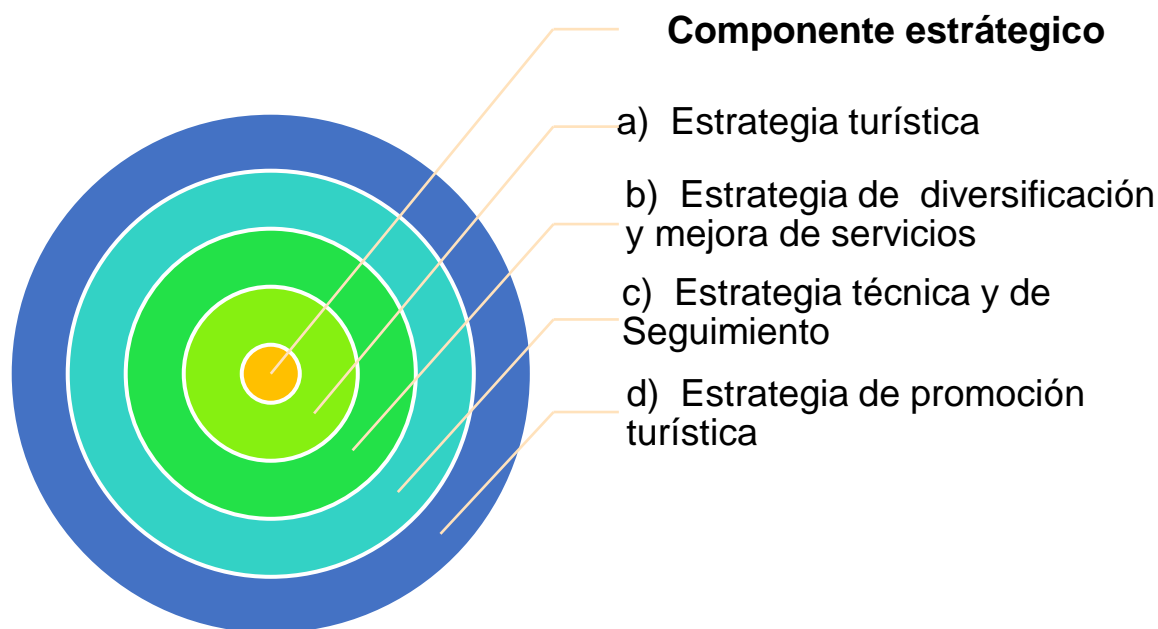 Componente estrátegico
a) Estrategia turística
b) Estrategia de diversificación
y mejora de servicios
c) Estrategia técnica y de
Seguimiento
d) Estrategia de promoción
turística